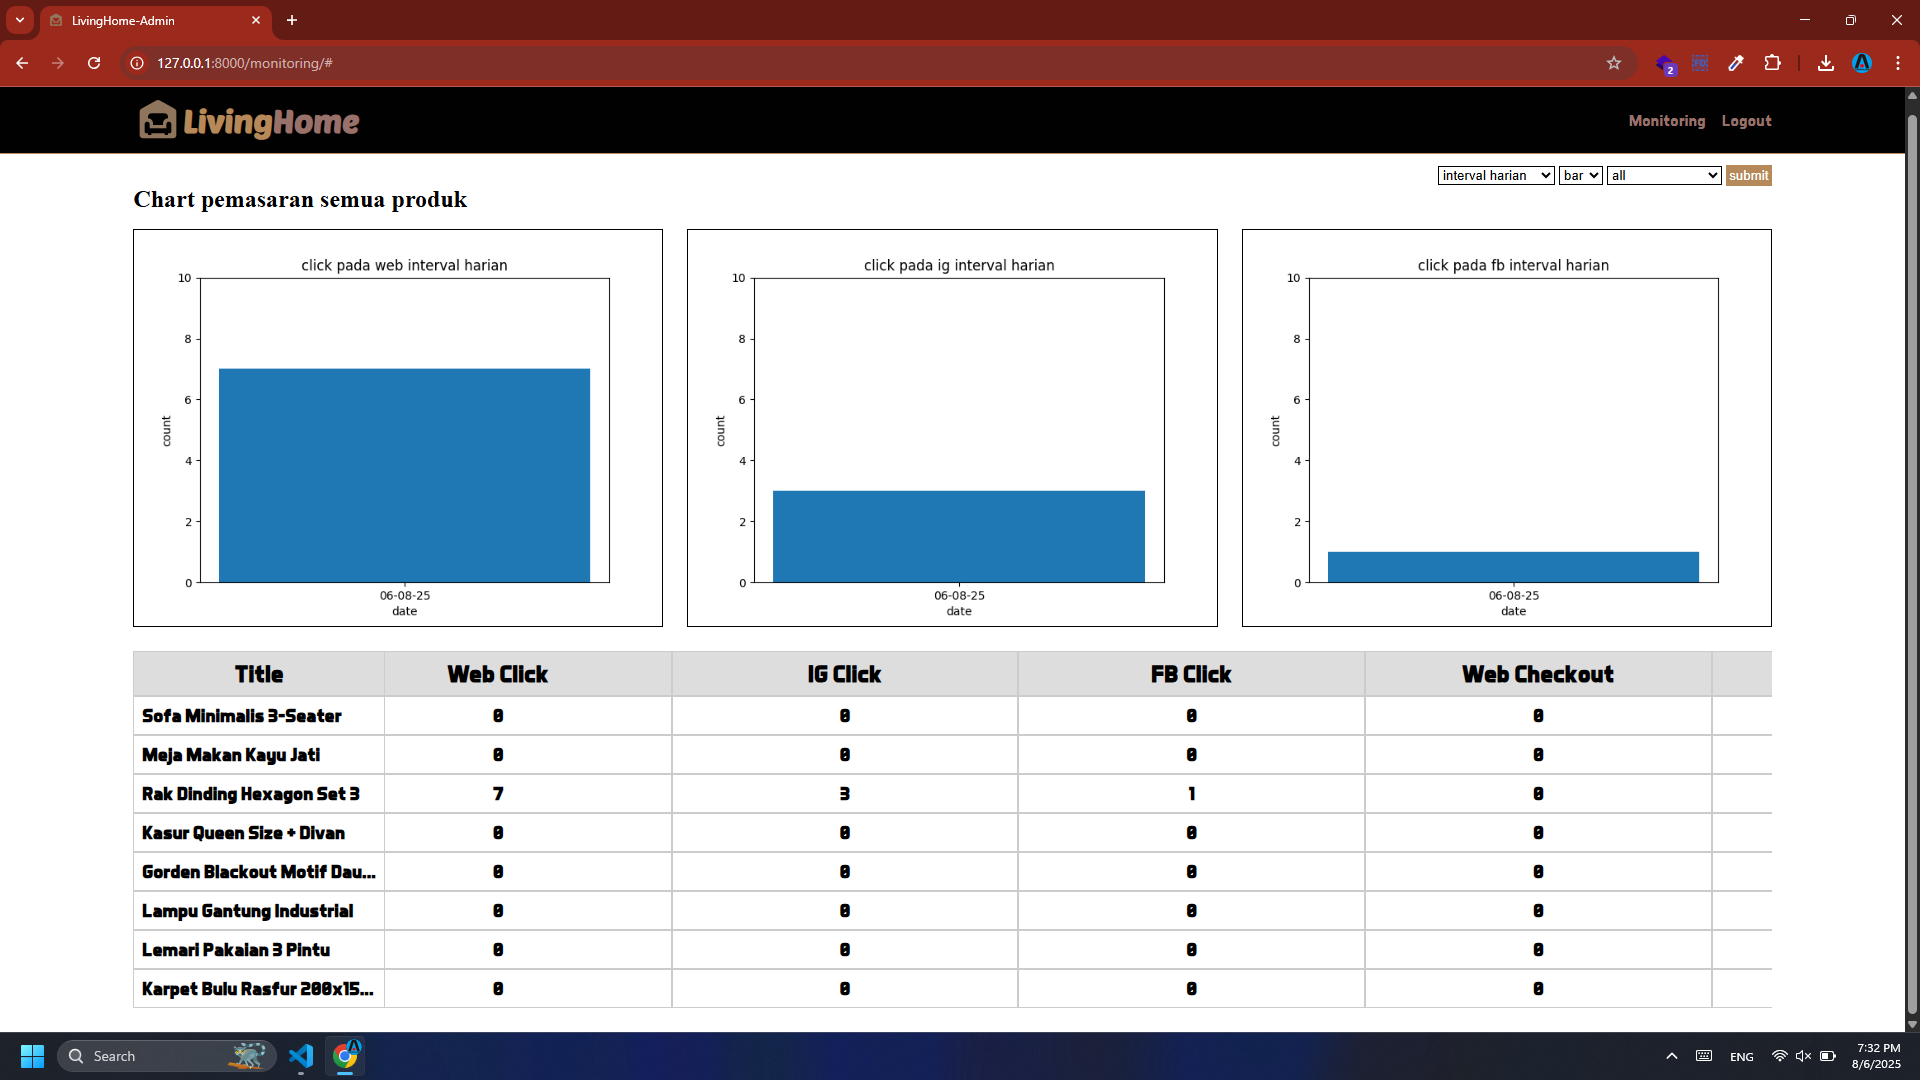 LivingHome-Admin
127.0.0.1:8000/monitoring/#
2
LivingHome
Monitoring Logout
interval harian bar all submit
Chart pemasaran semua produk
click pada web interval harian
10
8
6
4
2
0
count
06-08-25
date
click pada ig interval harian
10
8
6
4
2
0
count
06-08-25
date
click pada fb interval harian
10
8
6
4
2
0
count
06-08-25
date
Title Web Click IG Click FB Click Web Checkout
Sofa Minimalis 3-Seater 0 0 0 0
Meja Makan Kayu Jati 0 0 0 0
Rak Dinding Hexagon Set 3 7 3 1 0
Kasur Queen Size + Divan 0 0 0 0
Gorden Blackout Motif Dau... 0 0 0 0
Lampu Gantung Industrial 0 0 0 0
Lemari Pakaian 3 Pintu 0 0 0 0
Karpet Bulu Rasfur 200x15... 0 0 0 0
Search
ENG
7:32 PM
8/6/2025